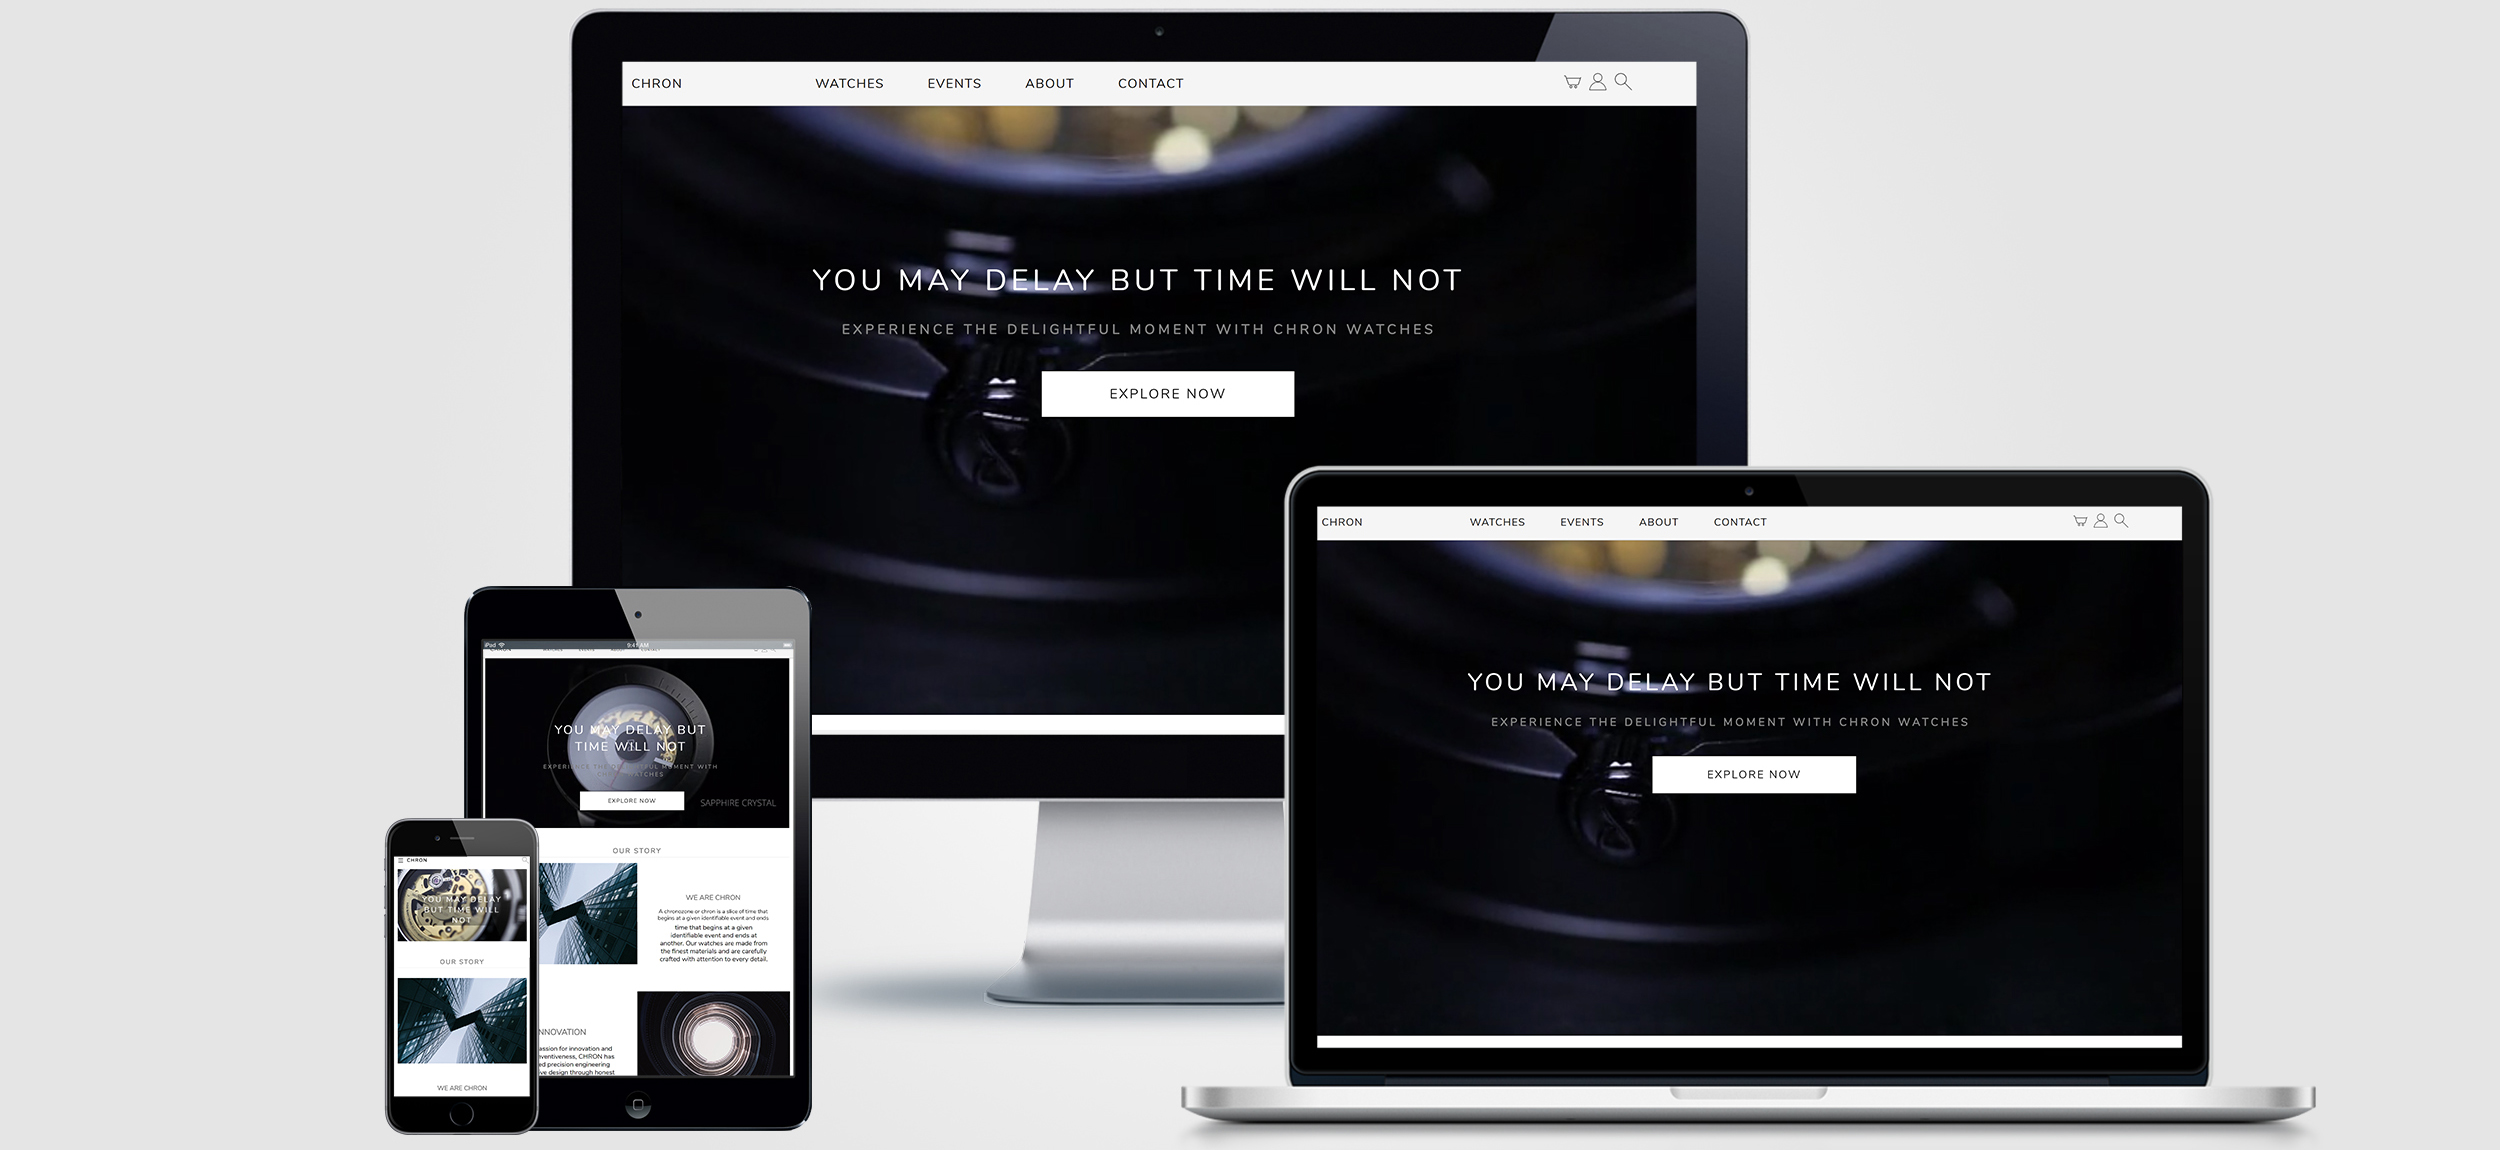 CHRON WATCHES EVENTS ABOUT CONTACT
YOU MAY DELAY BUT TIME WILL NOT
EXPERIENCE THE DELIGHTFUL MOMENT WITH CHRON WATCHES
EXPLORE NOW
CHRON WATCHES EVENTS ABOUT CONTACT
YOU MAY DELAY BUT TIME WILL NOT
EXPERIENCE THE DELIGHTFUL MOMENT WITH CHRON WATCHES
EXPLORE NOW
iPad 9:41 AM
YOU MAY DELAY BUT
TIME WILL NOT
EXPERIENCE THE DELIGHTFUL MOMENT WITH
CHRON WATCHES
EXPLORE NOW
SAPPHIRE CRYSTAL
OUR STORY
WE ARE CHRON
A chronozone or chron is a slice of time that
begins at a given identifiable event and ends
time that begins at a given
identifiable event and ends at
another. Our watches are made from
the finest materials and are carefully
crafted with attention to every detail.
NNOVATION
assion for innovation and
nventiveness, CHRON has
ed precision engineering
ive design through honest
CHRON
YOU MAY DELAY
BUT TIME WILL
NOT
OUR STORY
WE ARE CHRON